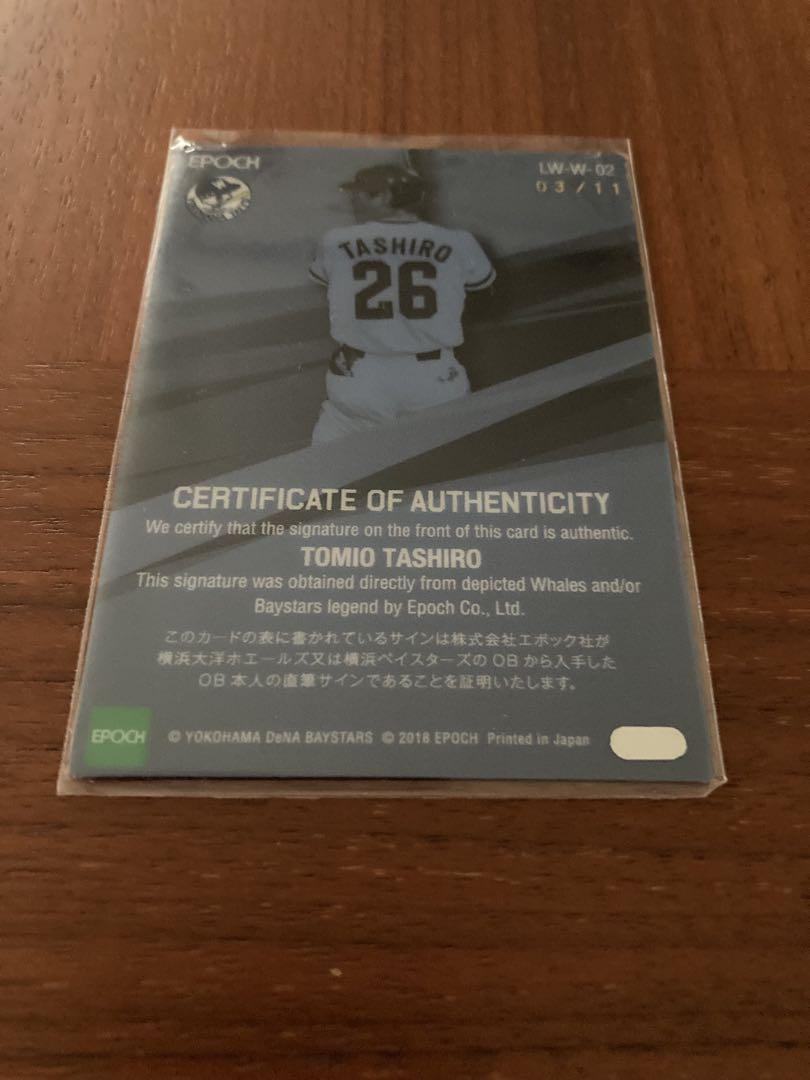 EPOCH
LW-W-02
03/11
TASHIRO
26
CERTIFICATE OF AUTHENTICITY
We certify that the signature on the front of this card is authentic.
TOMIO TASHIRO
This signature was obtained directly from depicted Whales and/or
Baystars legend by Epoch Co., Ltd.
このカードの表に書かれているサインは株式会社エポック社が
横浜大洋ホエールズ又は横浜ベイスターズのOBから入手した
OB本人の直筆サインであることを証明いたします。
EPOCH
© YOKOHAMA DeNA BAYSTARS © 2018 EPOCH Printed in Japan